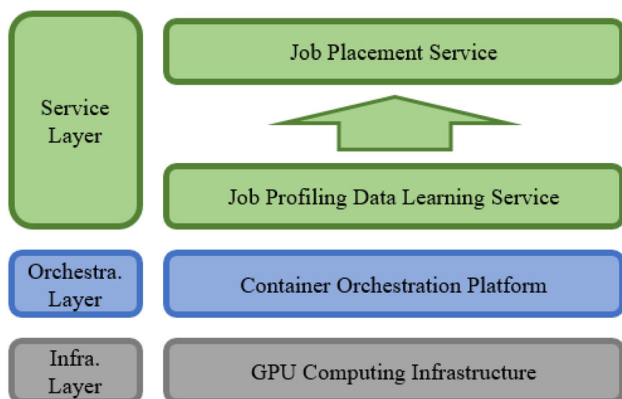 Service
Layer
Job Placement Service
Job Profiling Data Learning Service
Orchestra.
Layer
Container Orchestration Platform
Infra.
Layer
GPU Computing Infrastructure